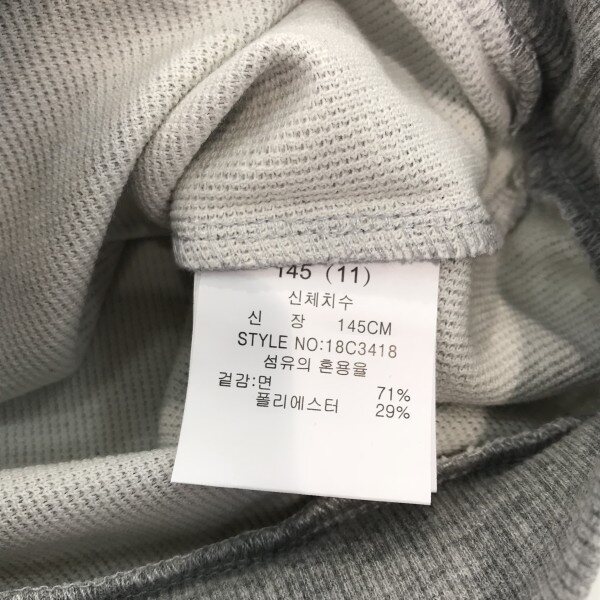 145 (11)
신체치수
신 장 145CM
STYLE NO:18C3418
섬유의 혼용율
겉감:면 71%
폴리에스터 29%